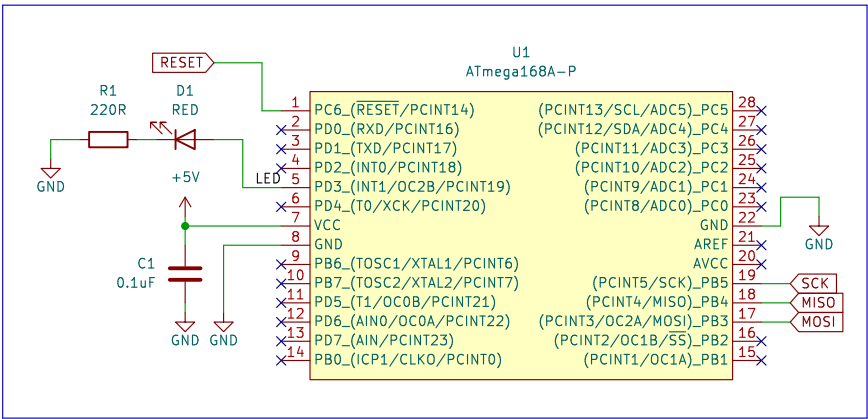 U1
ATmega168A-P
RESET
R1
220R
D1
RED
GND
LED
+5V
C1
0.1uF
GND
GND
1 PC6_(RESET/PCINT14)
2 PD0_(RXD/PCINT16)
3 PD1_(TXD/PCINT17)
4 PD2_(INT0/PCINT18)
5 PD3_(INT1/OC2B/PCINT19)
6 PD4_(T0/XCK/PCINT20)
7 VCC
8 GND
9 PB6_(TOSC1/XTAL1/PCINT6)
10 PB7_(TOSC2/XTAL2/PCINT7)
11 PD5_(T1/OC0B/PCINT21)
12 PD6_(AIN0/OC0A/PCINT22)
13 PD7_(AIN/PCINT23)
14 PB0_(ICP1/CLKO/PCINT0)
(PCINT13/SCL/ADC5)_PC5 28
(PCINT12/SDA/ADC4)_PC4 27
(PCINT11/ADC3)_PC3 26
(PCINT10/ADC2)_PC2 25
(PCINT9/ADC1)_PC1 24
(PCINT8/ADC0)_PC0 23
GND 22
AREF 21
AVCC 20
(PCINT5/SCK)_PB5 19
(PCINT4/MISO)_PB4 18
(PCINT3/OC2A/MOSI)_PB3 17
(PCINT2/OC1B/SS)_PB2 16
(PCINT1/OC1A)_PB1 15
GND
SCK
MISO
MOSI